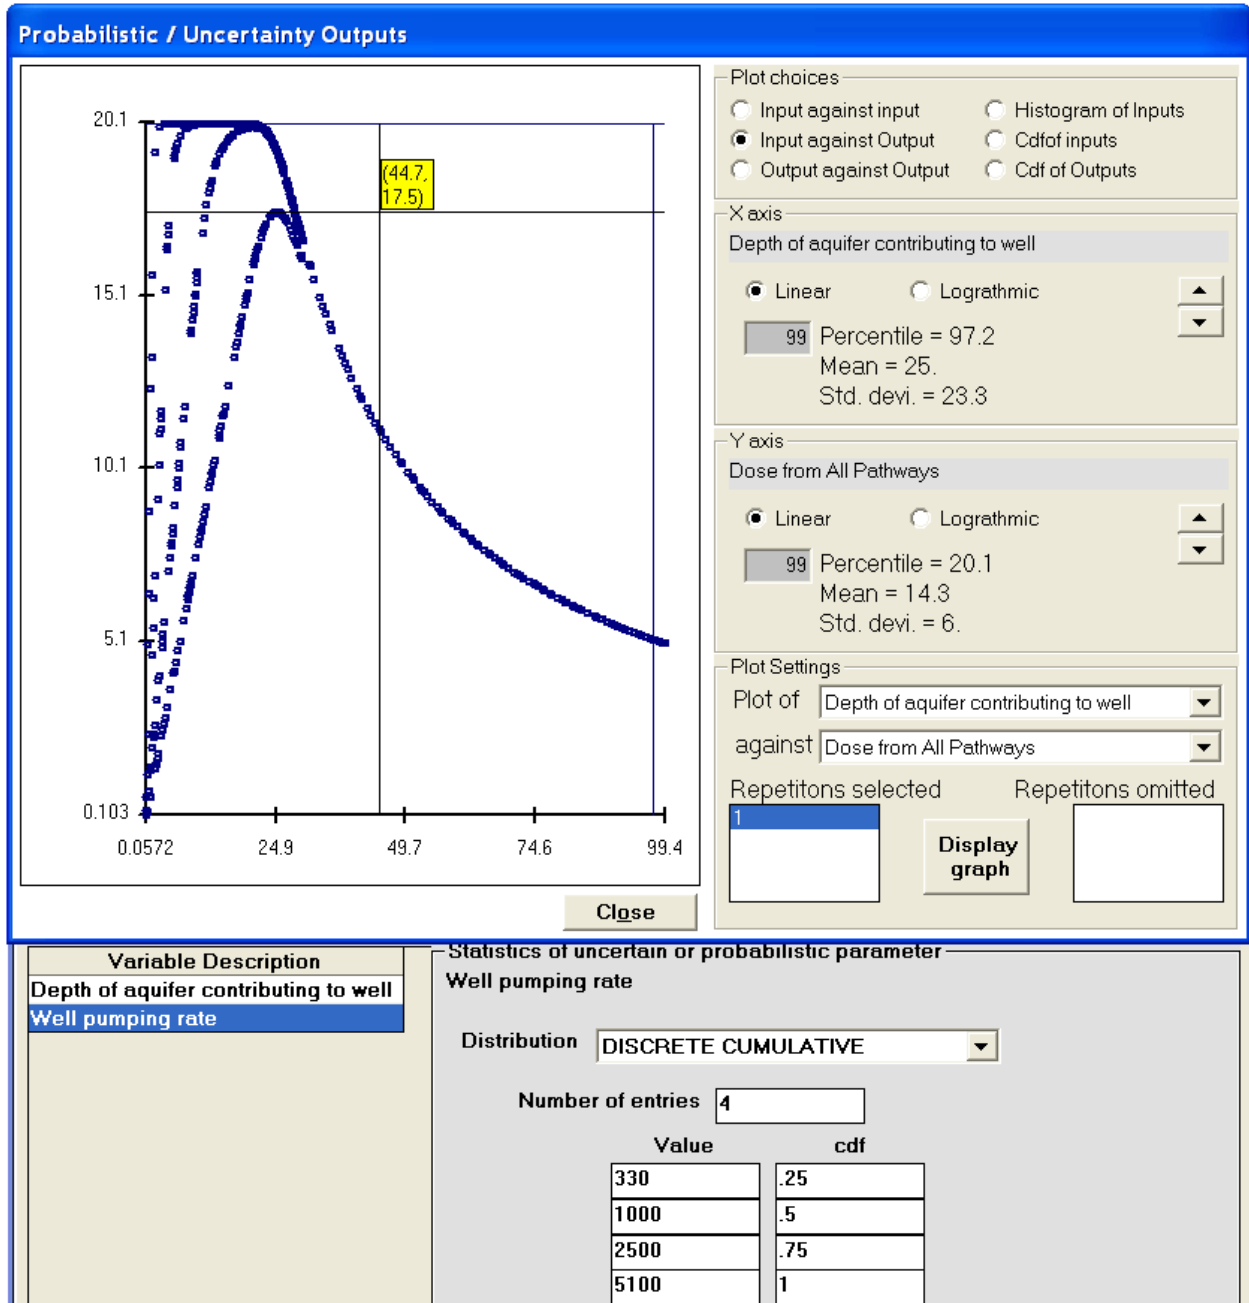 Probabilistic / Uncertainty Outputs
20.1
15.1
10.1
5.1
0.103
0.0572 24.9 49.7 74.6 99.4
(44.7,
17.5)
Close
Plot choices
Input against input Histogram of Inputs
Input against Output Cdfof inputs
Output against Output Cdf of Outputs
X axis
Depth of aquifer contributing to well
Linear Lograthmic
99 Percentile = 97.2
Mean = 25.
Std. devi. = 23.3
Y axis
Dose from All Pathways
Linear Lograthmic
99 Percentile = 20.1
Mean = 14.3
Std. devi. = 6.
Plot Settings
Plot of Depth of aquifer contributing to well
against Dose from All Pathways
Repetitons selected Repetitons omitted
1
Display
graph
Variable Description
Depth of aquifer contributing to well
Well pumping rate
Statistics of uncertain or probabilistic parameter
Well pumping rate
Distribution DISCRETE CUMULATIVE
Number of entries 4
Value cdf
330 .25
1000 .5
2500 .75
5100 1